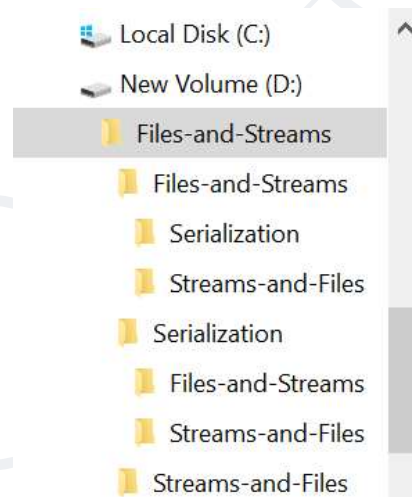 Local Disk (C:)
New Volume (D:)
Files-and-Streams
Files-and-Streams
Serialization
Streams-and-Files
Serialization
Files-and-Streams
Streams-and-Files
Streams-and-Files